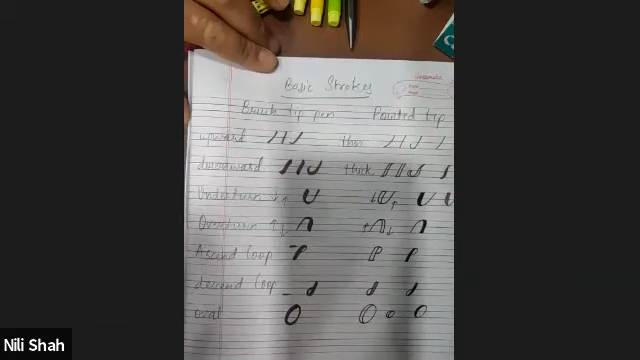 Basic Strokes
Brush tip pen Pointed tip
upward thin
downward thick
Underturn ↓↑ ↑
Overturn ↑↓ ↑ ↓
Ascend loop
descend loop
oval
Nili Shah